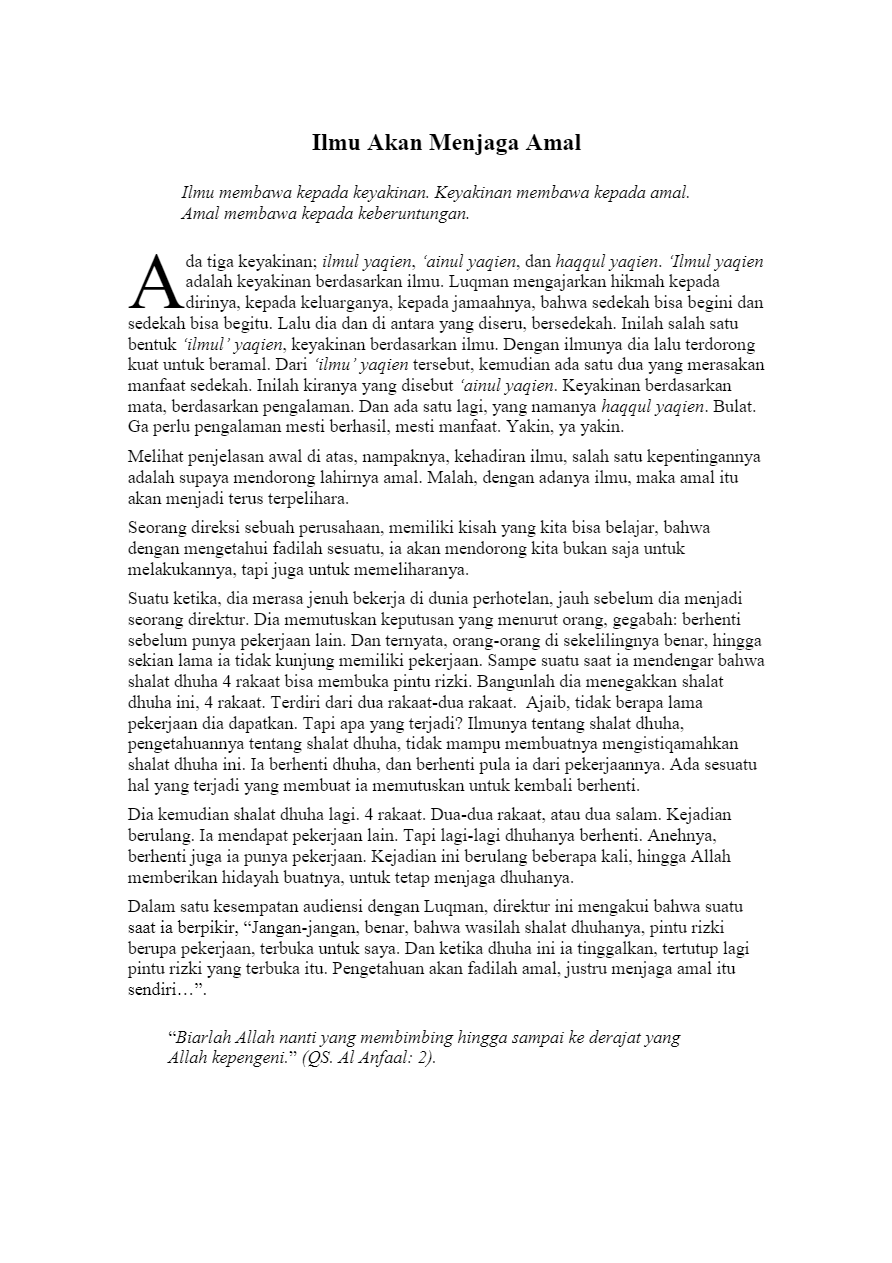 Ilmu Akan Menjaga Amal
Ilmu membawa kepada keyakinan. Keyakinan membawa kepada amal.
Amal membawa kepada keberuntungan.
Ada tiga keyakinan; ilmul yaqien, ‘ainul yaqien, dan haqqul yaqien. ‘Ilmul yaqien
adalah keyakinan berdasarkan ilmu. Luqman mengajarkan hikmah kepada
dirinya, kepada keluarganya, kepada jamaahnya, bahwa sedekah bisa begini dan
sedekah bisa begitu. Lalu dia dan di antara yang diseru, bersedekah. Inilah salah satu
bentuk ‘ilmul’ yaqien, keyakinan berdasarkan ilmu. Dengan ilmunya dia lalu terdorong
kuat untuk beramal. Dari ‘ilmu’ yaqien tersebut, kemudian ada satu dua yang merasakan
manfaat sedekah. Inilah kiranya yang disebut ‘ainul yaqien. Keyakinan berdasarkan
mata, berdasarkan pengalaman. Dan ada satu lagi, yang namanya haqqul yaqien. Bulat.
Ga perlu pengalaman mesti berhasil, mesti manfaat. Yakin, ya yakin.
Melihat penjelasan awal di atas, nampaknya, kehadiran ilmu, salah satu kepentingannya
adalah supaya mendorong lahirnya amal. Malah, dengan adanya ilmu, maka amal itu
akan menjadi terus terpelihara.
Seorang direksi sebuah perusahaan, memiliki kisah yang kita bisa belajar, bahwa
dengan mengetahui fadilah sesuatu, ia akan mendorong kita bukan saja untuk
melakukannya, tapi juga untuk memeliharanya.
Suatu ketika, dia merasa jenuh bekerja di dunia perhotelan, jauh sebelum dia menjadi
seorang direktur. Dia memutuskan keputusan yang menurut orang, gegabah: berhenti
sebelum punya pekerjaan lain. Dan ternyata, orang-orang di sekelilingnya benar, hingga
sekian lama ia tidak kunjung memiliki pekerjaan. Sampe suatu saat ia mendengar bahwa
shalat dhuha 4 rakaat bisa membuka pintu rizki. Bangunlah dia menegakkan shalat
dhuha ini, 4 rakaat. Terdiri dari dua rakaat-dua rakaat.  Ajaib, tidak berapa lama
pekerjaan dia dapatkan. Tapi apa yang terjadi? Ilmunya tentang shalat dhuha,
pengetahuannya tentang shalat dhuha, tidak mampu membuatnya mengistiqamahkan
shalat dhuha ini. Ia berhenti dhuha, dan berhenti pula ia dari pekerjaannya. Ada sesuatu
hal yang terjadi yang membuat ia memutuskan untuk kembali berhenti.
Dia kemudian shalat dhuha lagi. 4 rakaat. Dua-dua rakaat, atau dua salam. Kejadian
berulang. Ia mendapat pekerjaan lain. Tapi lagi-lagi dhuhanya berhenti. Anehnya,
berhenti juga ia punya pekerjaan. Kejadian ini berulang beberapa kali, hingga Allah
memberikan hidayah buatnya, untuk tetap menjaga dhuhanya.
Dalam satu kesempatan audiensi dengan Luqman, direktur ini mengakui bahwa suatu
saat ia berpikir, “Jangan-jangan, benar, bahwa wasilah shalat dhuhanya, pintu rizki
berupa pekerjaan, terbuka untuk saya. Dan ketika dhuha ini ia tinggalkan, tertutup lagi
pintu rizki yang terbuka itu. Pengetahuan akan fadilah amal, justru menjaga amal itu
sendiri…”.
“Biarlah Allah nanti yang membimbing hingga sampai ke derajat yang
Allah kepengeni.” (QS. Al Anfaal: 2).